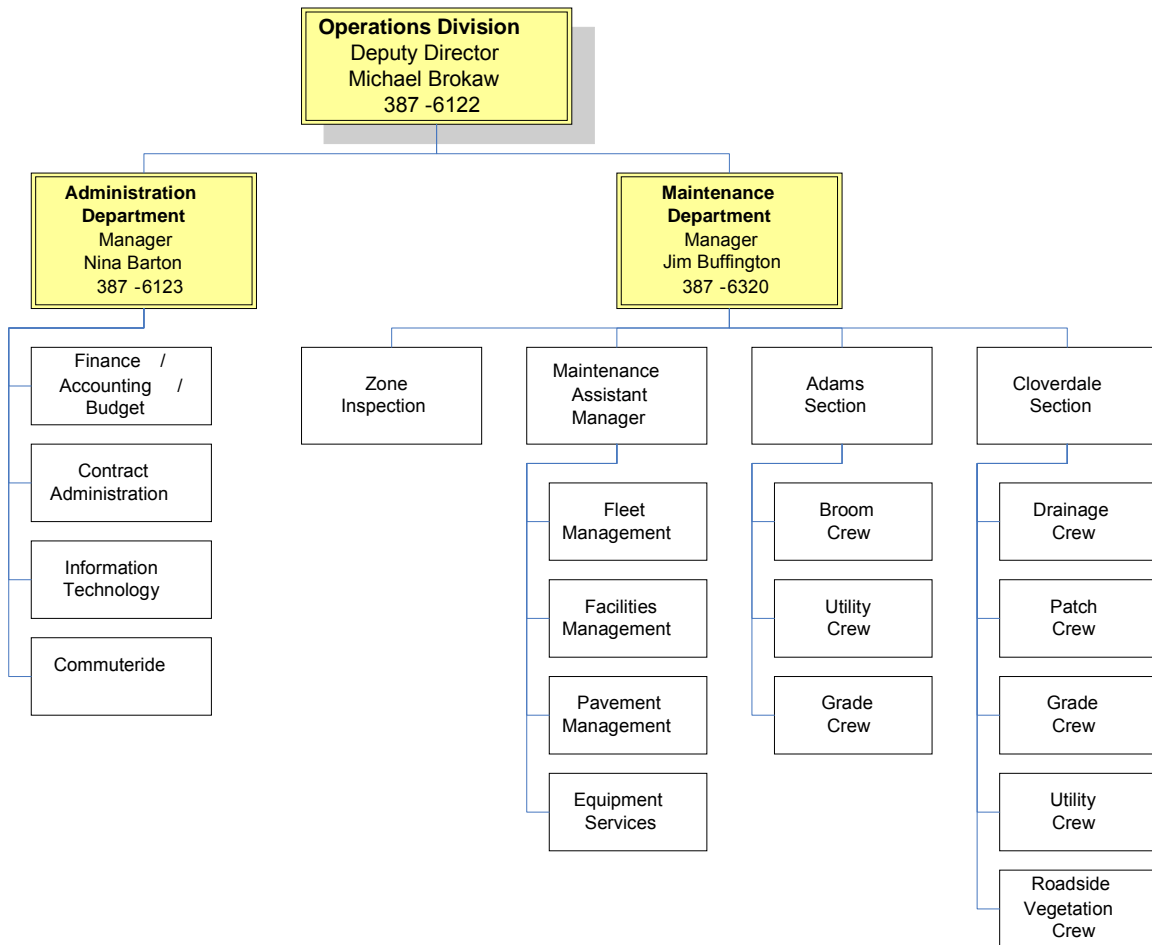 Operations Division
Deputy Director
Michael Brokaw
387 -6122
Administration
Department
Manager
Nina Barton
387 -6123
Maintenance
Department
Manager
Jim Buffington
387 -6320
Finance /
Accounting /
Budget
Contract
Administration
Information
Technology
Commuteride
Zone
Inspection
Maintenance
Assistant
Manager
Fleet
Management
Facilities
Management
Pavement
Management
Equipment
Services
Adams
Section
Broom
Crew
Utility
Crew
Grade
Crew
Cloverdale
Section
Drainage
Crew
Patch
Crew
Grade
Crew
Utility
Crew
Roadside
Vegetation
Crew